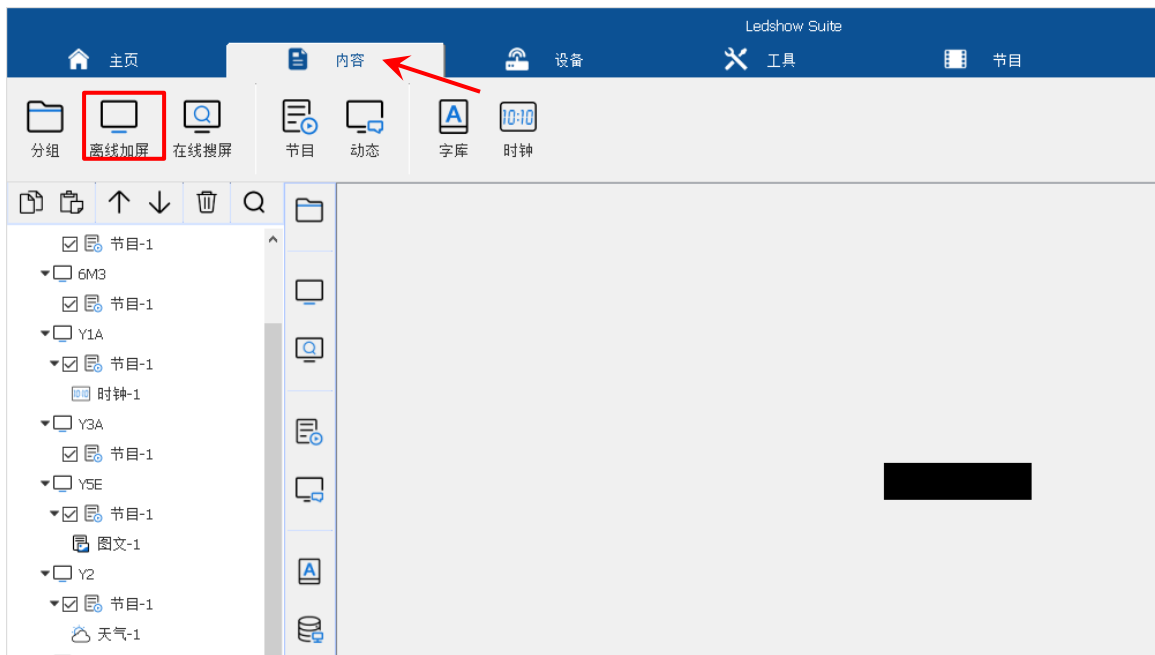 Ledshow Suite
主页
内容
设备
工具
节目
10:10
分组
离线加屏
在线搜屏
节目
动态
字库
时钟
节目-1
6M3
节目-1
Y1A
节目-1
时钟-1
Y3A
节目-1
Y5E
节目-1
图文-1
Y2
节目-1
天气-1